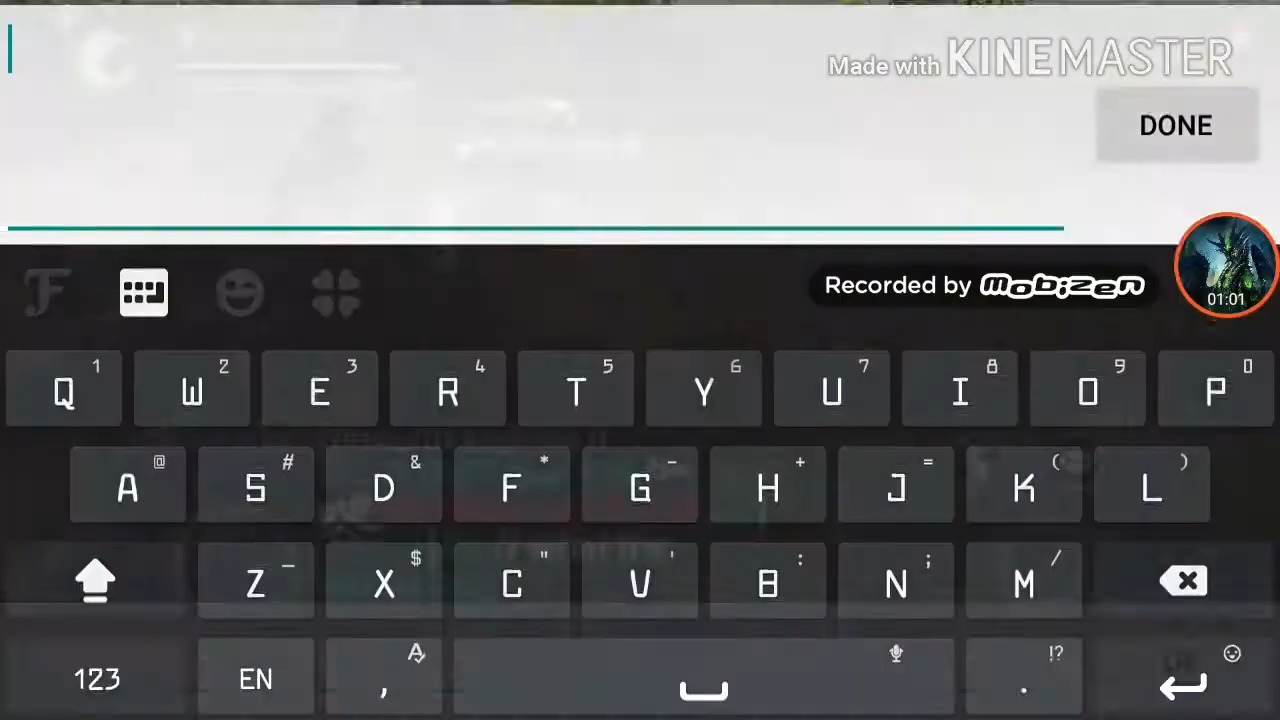 Made with KINEMASTER
DONE
Recorded by mobizen
01:01
1 2 3 4 5 6 7 8 9 0
Q W E R T Y U I O P
@ # & * - + = ( )
A S D F G H J K L
_ $ " ' : ; /
Z X C V B N M
!?
123 EN , .